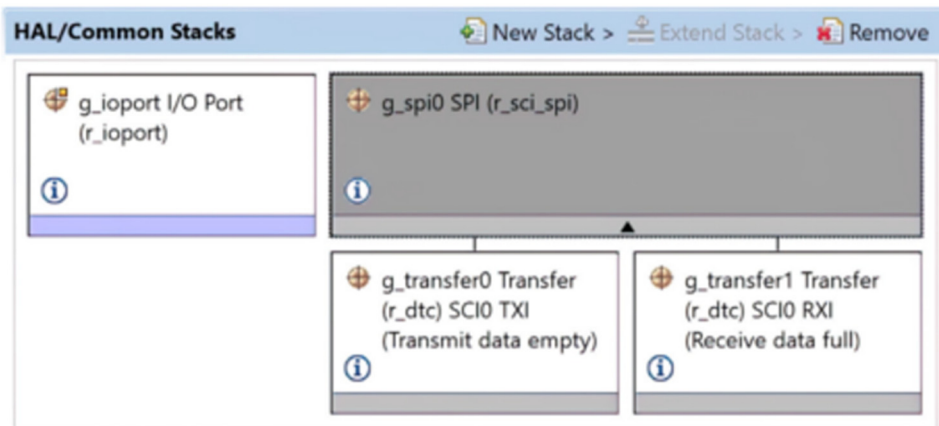 HAL/Common Stacks
New Stack > Extend Stack > Remove
g_ioport I/O Port
(r_ioport)
g_spi0 SPI (r_sci_spi)
g_transfer0 Transfer
(r_dtc) SCI0 TXI
(Transmit data empty)
g_transfer1 Transfer
(r_dtc) SCI0 RXI
(Receive data full)